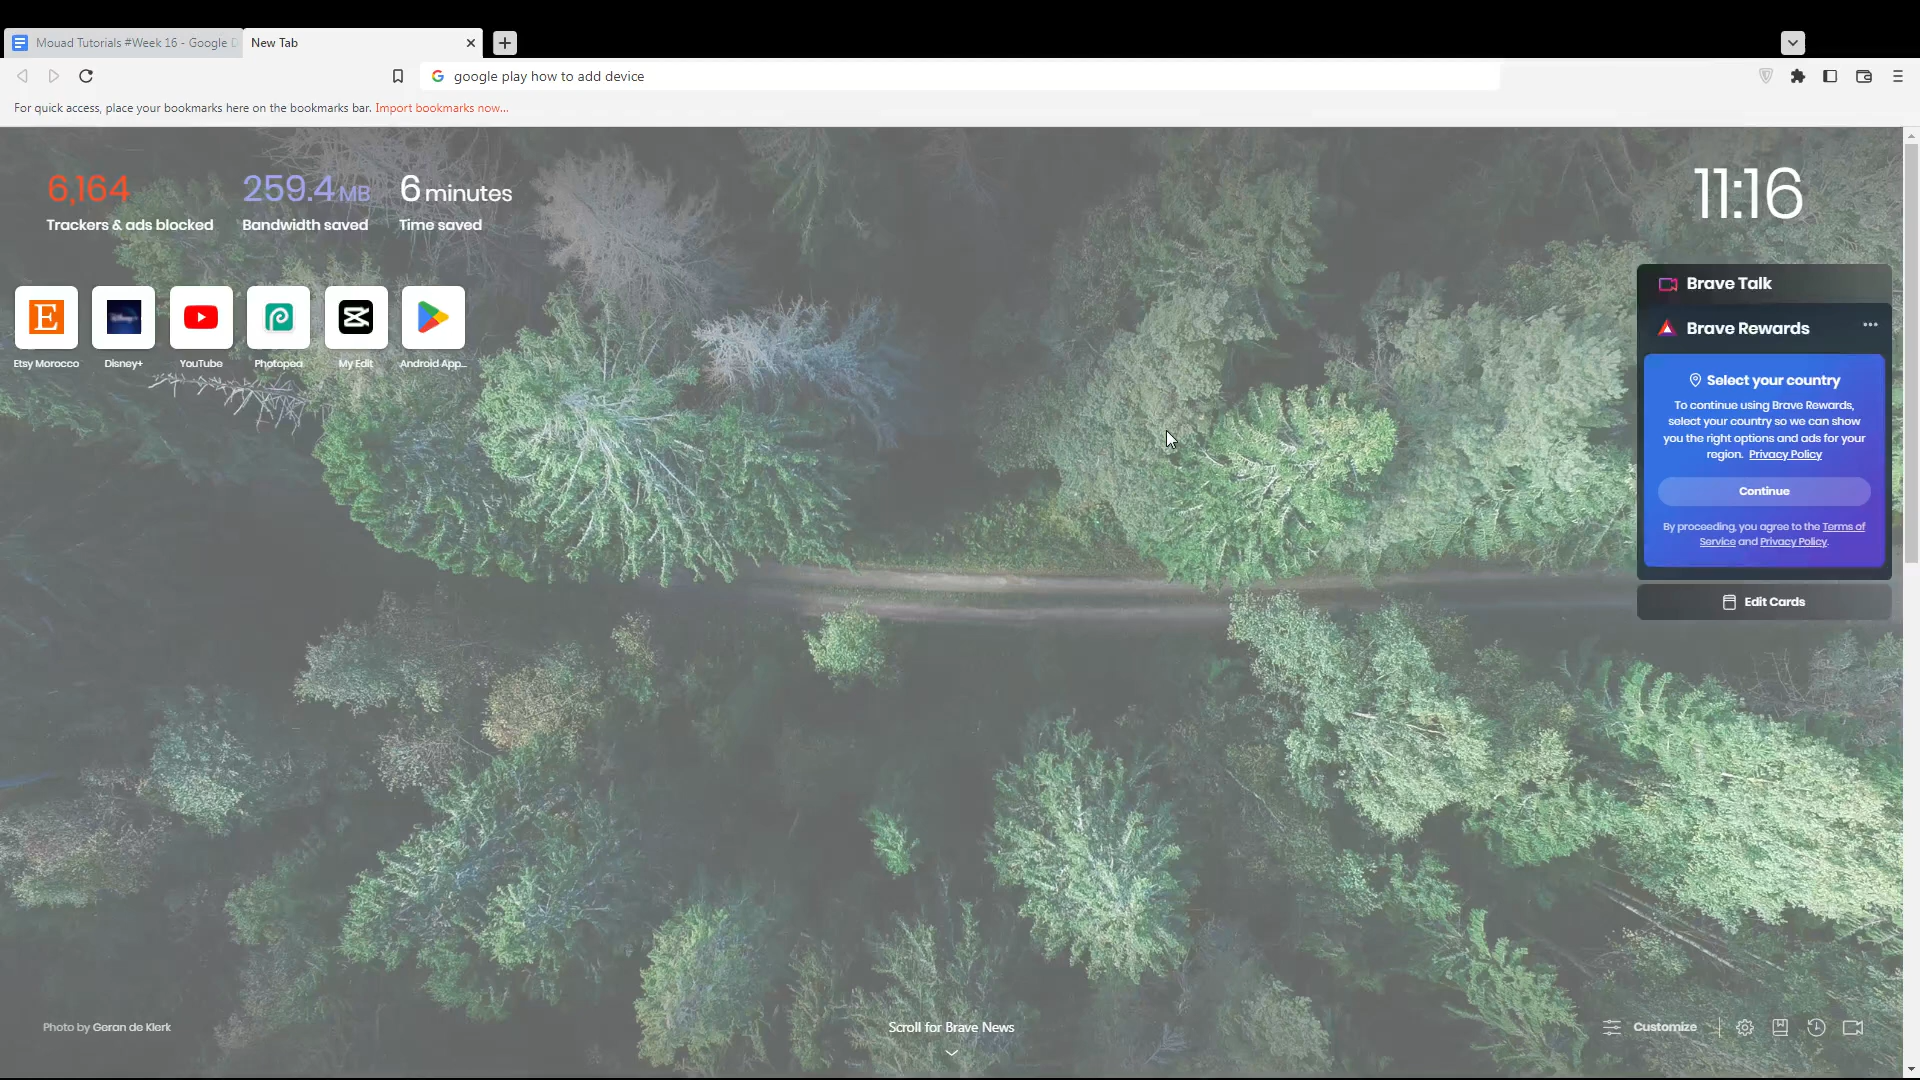 Mouad Tutorials #Week 16 - Google D
New Tab
google play how to add device
For quick access, place your bookmarks here on the bookmarks bar. Import bookmarks now...
6,164
Trackers & ads blocked
259.4 MB
Bandwidth saved
6 minutes
Time saved
11:16
Etsy Morocco
Disney+
YouTube
Photopea
My Edit
Android App...
Brave Talk
Brave Rewards
Select your country
To continue using Brave Rewards,
select your country so we can show
you the right options and ads for your
region. Privacy Policy
Continue
By proceeding, you agree to the Terms of
Service and Privacy Policy.
Edit Cards
Photo by Geran de Klerk
Scroll for Brave News
Customize